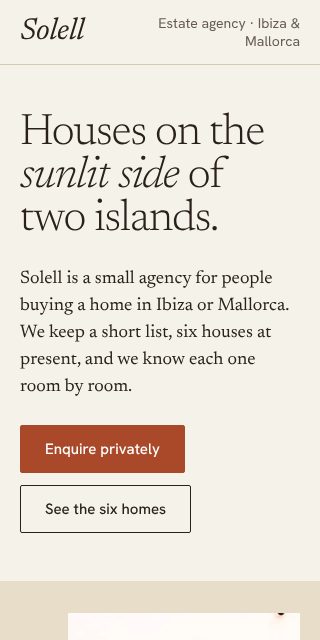 Solell
Estate agency · Ibiza &
Mallorca
Houses on the
sunlit side of
two islands.
Solell is a small agency for people
buying a home in Ibiza or Mallorca.
We keep a short list, six houses at
present, and we know each one
room by room.
Enquire privately
See the six homes